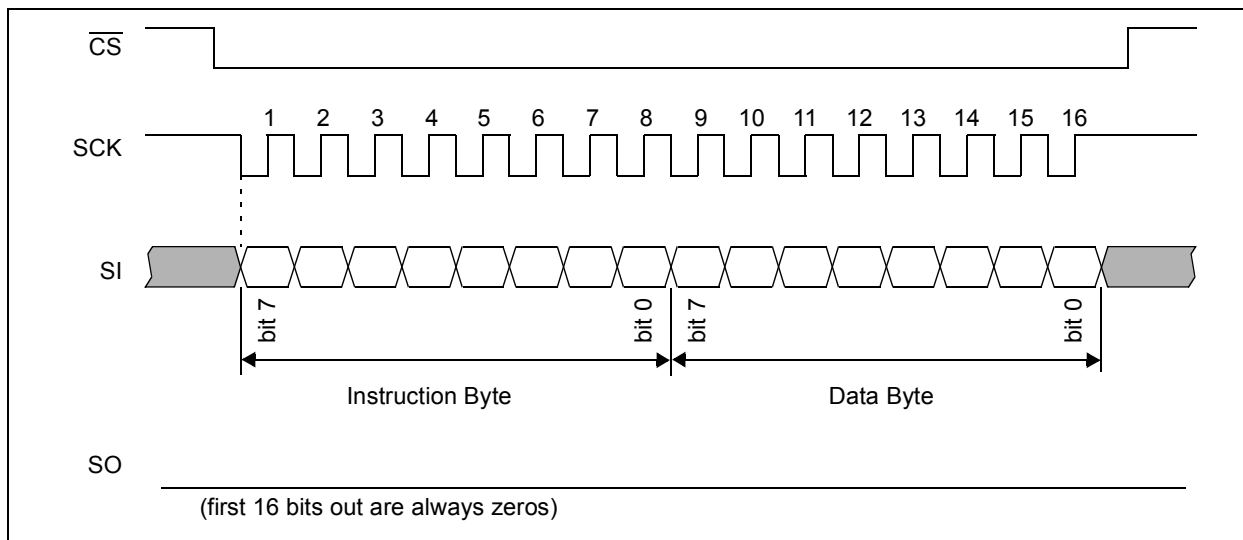 CS
SCK
1 2 3 4 5 6 7 8 9 10 11 12 13 14 15 16
SI
bit 7
bit 0
bit 7
bit 0
Instruction Byte
Data Byte
SO
(first 16 bits out are always zeros)